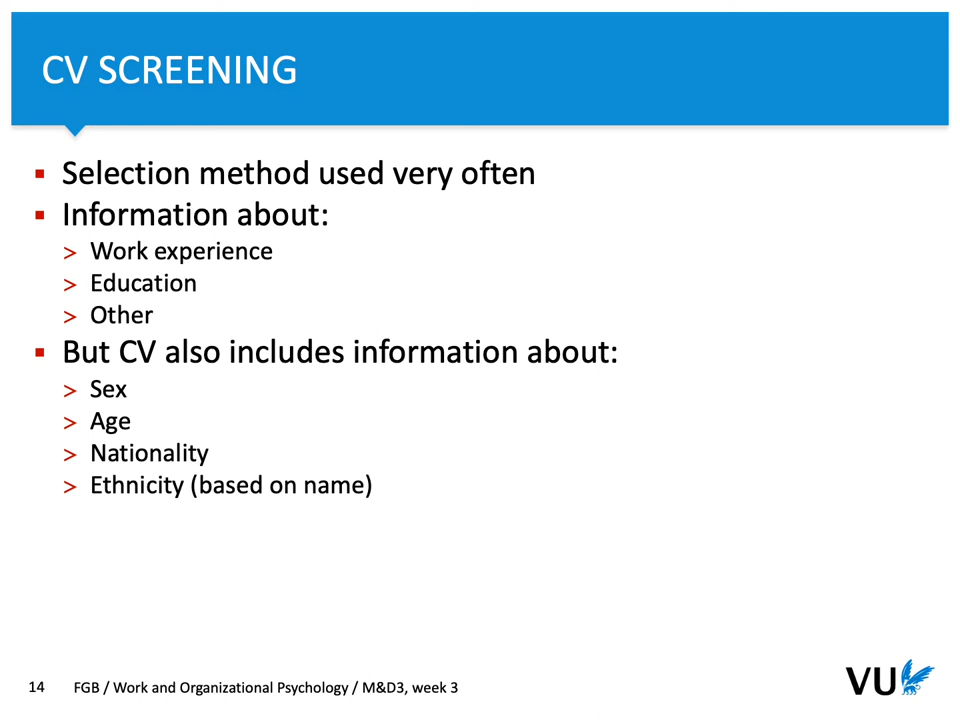 CV SCREENING
▪ Selection method used very often
▪ Information about:
> Work experience
> Education
> Other
▪ But CV also includes information about:
> Sex
> Age
> Nationality
> Ethnicity (based on name)
14 FGB / Work and Organizational Psychology / M&D3, week 3
VU